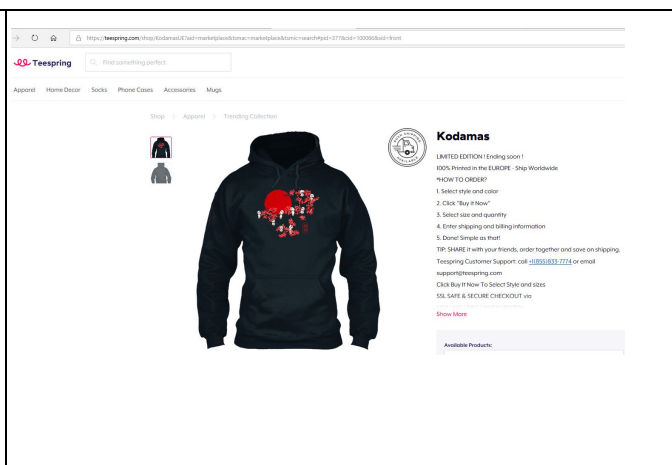 https://teespring.com/shop/KodamasUE?aid=marketplace&tsmac=marketplace&tsmic=search#pid=377&cid=100066&sid=front
Teespring
Find something perfect
Apparel Home Decor Socks Phone Cases Accessories Mugs
Shop > Apparel > Trending Collection
Kodamas
LIMITED EDITION ! Ending soon !
100% Printed in the EUROPE - Ship Worldwide
*HOW TO ORDER?
1. Select style and color
2. Click "Buy it Now"
3. Select size and quantity
4. Enter shipping and billing information
5. Done! Simple as that!
TIP: SHARE it with your friends, order together and save on shipping.
Teespring Customer Support: call +1(855)833-7774 or email
support@teespring.com
Click Buy It Now To Select Style and sizes
SSL SAFE & SECURE CHECKOUT via
Show More
Available Products: